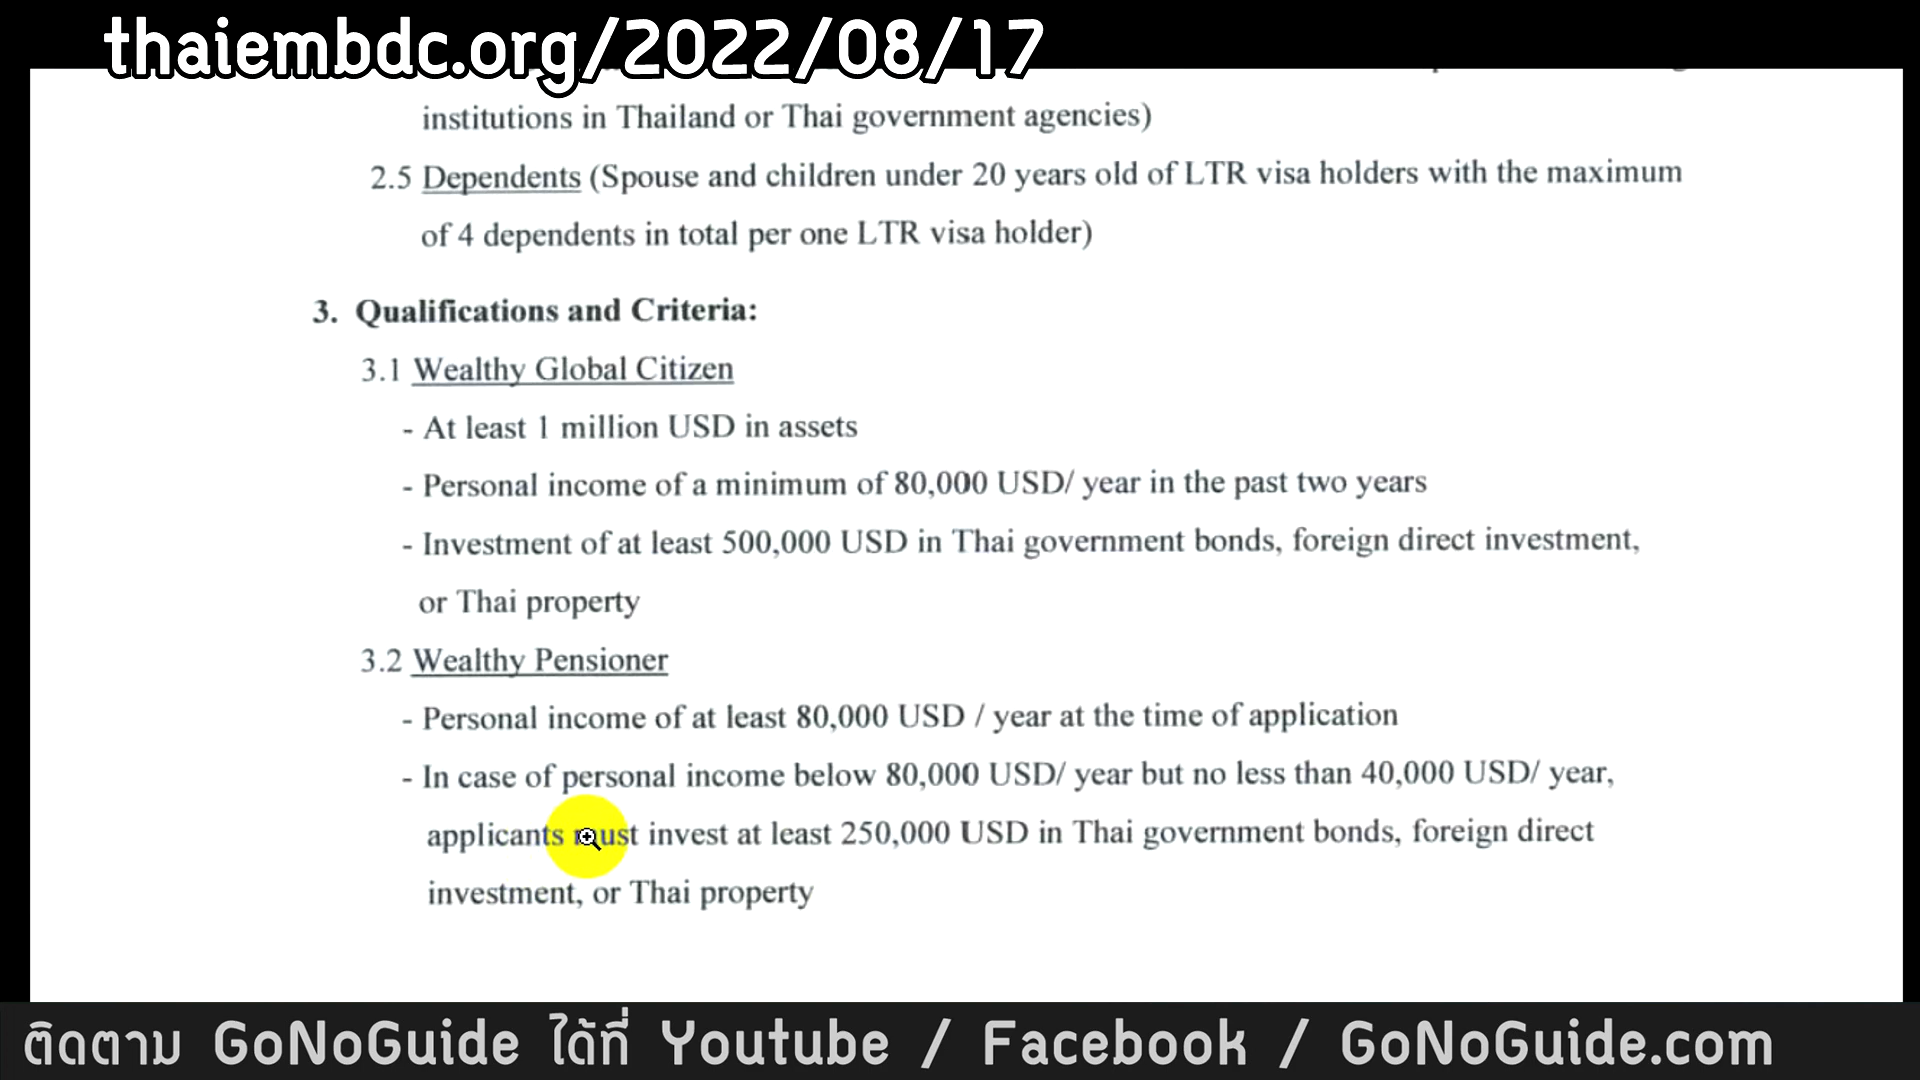 thaiembdc.org/2022/08/17
institutions in Thailand or Thai government agencies)
2.5 Dependents (Spouse and children under 20 years old of LTR visa holders with the maximum
of 4 dependents in total per one LTR visa holder)
3. Qualifications and Criteria:
3.1 Wealthy Global Citizen
- At least 1 million USD in assets
- Personal income of a minimum of 80,000 USD/ year in the past two years
- Investment of at least 500,000 USD in Thai government bonds, foreign direct investment,
or Thai property
3.2 Wealthy Pensioner
- Personal income of at least 80,000 USD / year at the time of application
- In case of personal income below 80,000 USD/ year but no less than 40,000 USD/ year,
applicants must invest at least 250,000 USD in Thai government bonds, foreign direct
investment, or Thai property
ติดตาม GoNoGuide ได้ที่ Youtube / Facebook / GoNoGuide.com